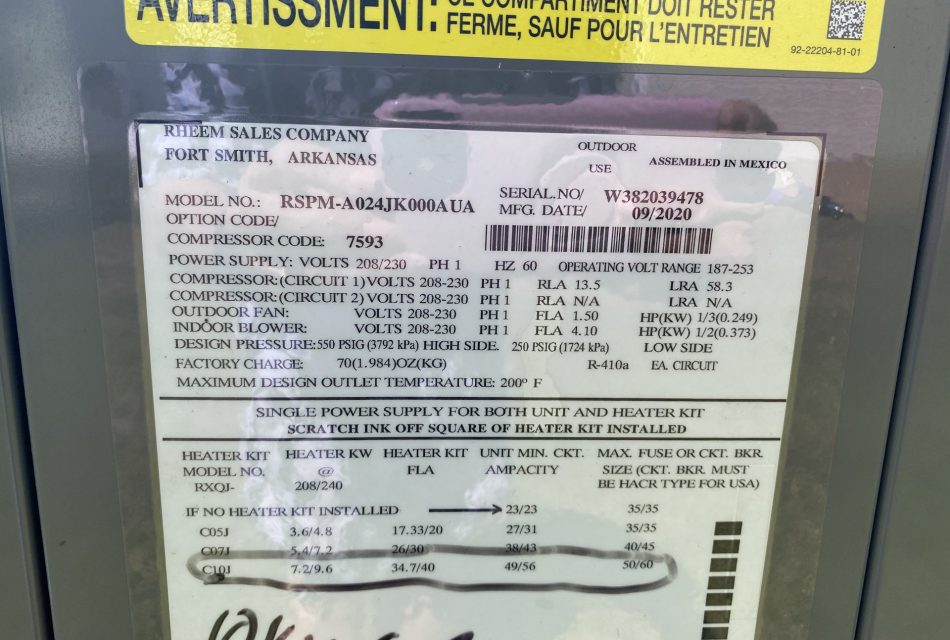 AVERTISSEMENT: CE COMPARTIMENT DOIT RESTER
FERME, SAUF POUR L'ENTRETIEN
92-22204-81-01
RHEEM SALES COMPANY
FORT SMITH, ARKANSAS
OUTDOOR
USE
ASSEMBLED IN MEXICO
MODEL NO.: RSPM-A024JK000AUA
SERIAL.NO/ W382039478
MFG. DATE/ 09/2020
OPTION CODE/
COMPRESSOR CODE: 7593
POWER SUPPLY: VOLTS 208/230 PH 1 HZ 60 OPERATING VOLT RANGE 187-253
COMPRESSOR:(CIRCUIT 1)VOLTS 208-230 PH 1 RLA 13.5 LRA 58.3
COMPRESSOR:(CIRCUIT 2)VOLTS 208-230 PH 1 RLA N/A LRA N/A
OUTDOOR FAN: VOLTS 208-230 PH 1 FLA 1.50 HP(KW) 1/3(0.249)
INDOOR BLOWER: VOLTS 208-230 PH 1 FLA 4.10 HP(KW) 1/2(0.373)
DESIGN PRESSURE:550 PSIG (3792 kPa) HIGH SIDE. 250 PSIG (1724 kPa) LOW SIDE
FACTORY CHARGE: 70(1.984)OZ(KG) R-410a EA. CIRCUIT
MAXIMUM DESIGN OUTLET TEMPERATURE: 200° F
SINGLE POWER SUPPLY FOR BOTH UNIT AND HEATER KIT
SCRATCH INK OFF SQUARE OF HEATER KIT INSTALLED
HEATER KIT HEATER KW HEATER KIT UNIT MIN. CKT. MAX. FUSE OR CKT. BKR.
MODEL NO. @ FLA AMPACITY SIZE (CKT. BKR. MUST
RXQJ- 208/240 BE HACR TYPE FOR USA)
IF NO HEATER KIT INSTALLED 23/23 35/35
C05J 3.6/4.8 17.33/20 27/31 35/35
C07J 5.4/7.2 26/30 38/43 40/45
C10J 7.2/9.6 34.7/40 49/56 50/60